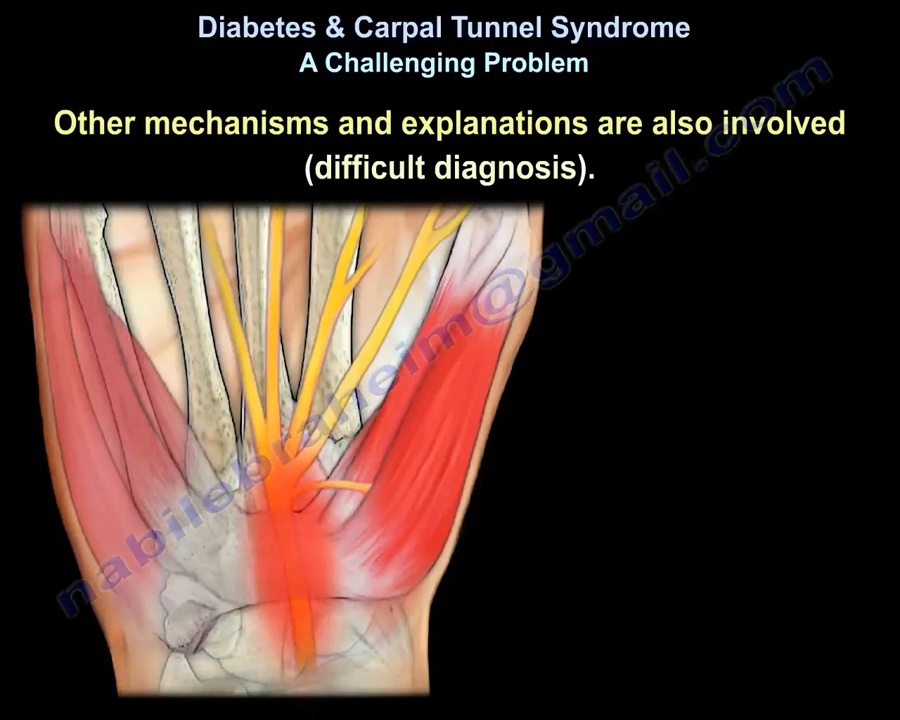 Diabetes & Carpal Tunnel Syndrome
A Challenging Problem
Other mechanisms and explanations are also involved
(difficult diagnosis).
nabilebraheim@gmail.com